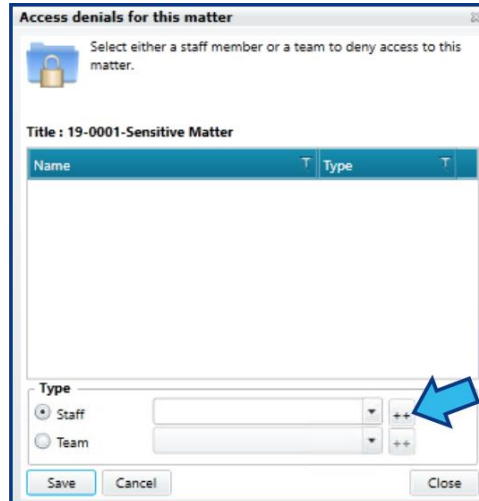 Access denials for this matter
Select either a staff member or a team to deny access to this
matter.
Title : 19-0001-Sensitive Matter
Name Type
Type
Staff ++
Team ++
Save Cancel Close